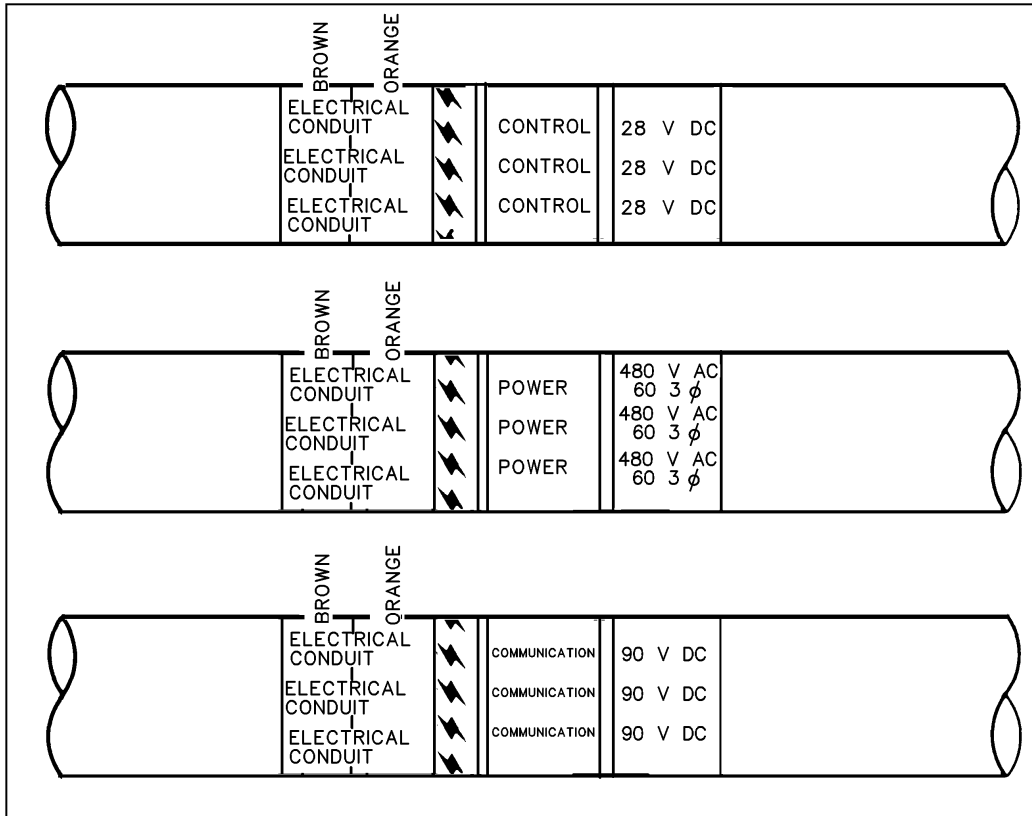 BROWN
ORANGE
ELECTRICAL
CONDUIT
ELECTRICAL
CONDUIT
ELECTRICAL
CONDUIT
CONTROL
CONTROL
CONTROL
28 V DC
28 V DC
28 V DC
BROWN
ORANGE
ELECTRICAL
CONDUIT
ELECTRICAL
CONDUIT
ELECTRICAL
CONDUIT
POWER
POWER
POWER
480 V AC
60 3 ϕ
480 V AC
60 3 ϕ
480 V AC
60 3 ϕ
BROWN
ORANGE
ELECTRICAL
CONDUIT
ELECTRICAL
CONDUIT
ELECTRICAL
CONDUIT
COMMUNICATION
COMMUNICATION
COMMUNICATION
90 V DC
90 V DC
90 V DC